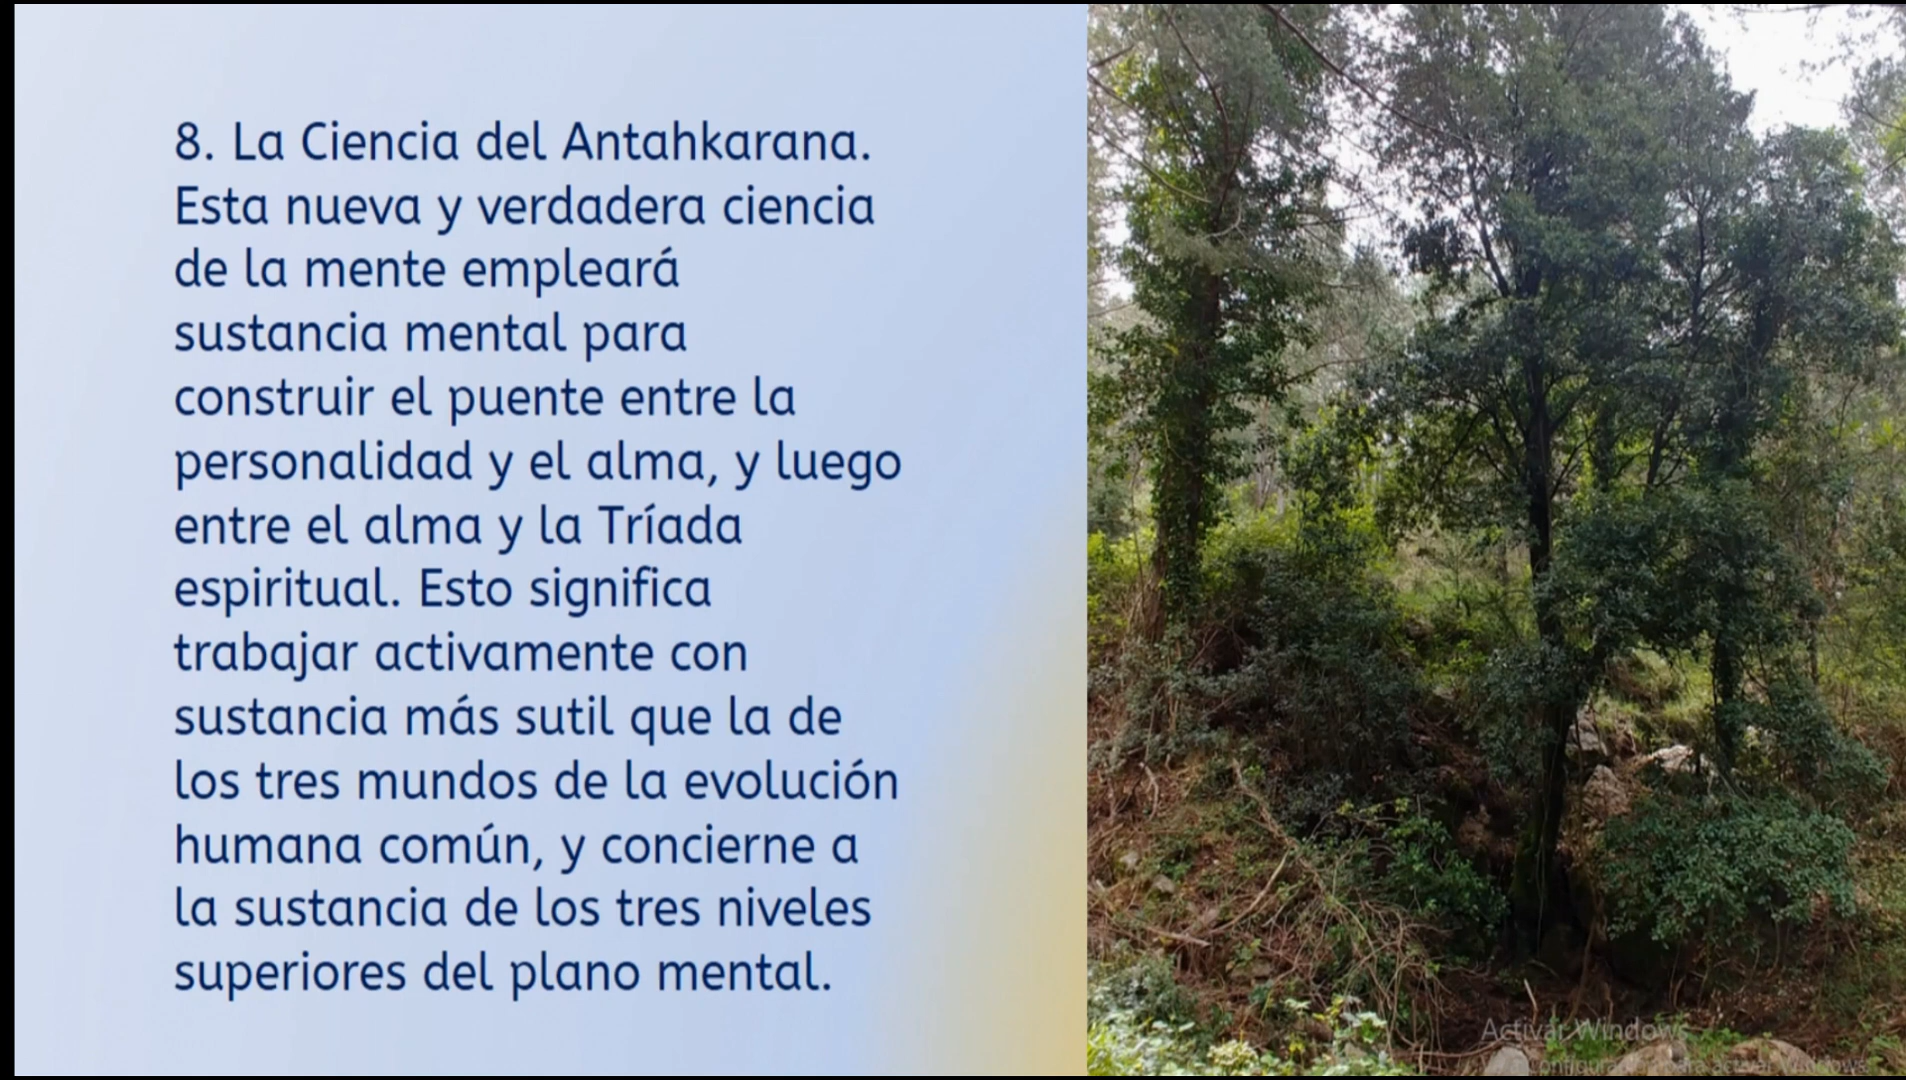 8. La Ciencia del Antahkarana.
Esta nueva y verdadera ciencia
de la mente empleará
sustancia mental para
construir el puente entre la
personalidad y el alma, y luego
entre el alma y la Tríada
espiritual. Esto significa
trabajar activamente con
sustancia más sutil que la de
los tres mundos de la evolución
humana común, y concierne a
la sustancia de los tres niveles
superiores del plano mental.
Activar Windows
para activar Windows